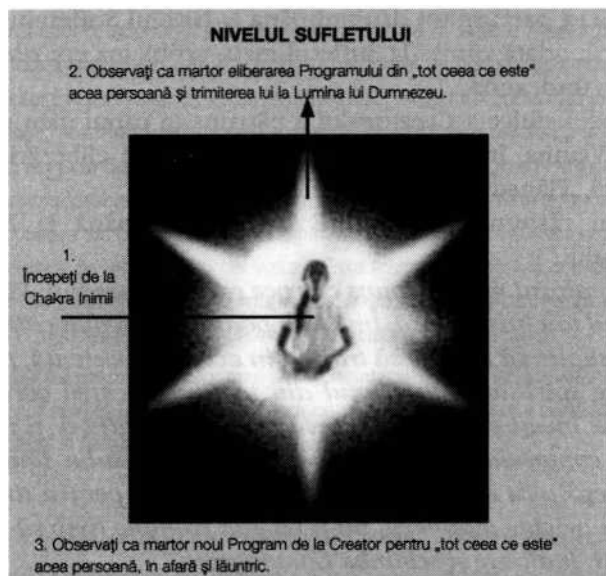 NIVELUL SUFLETULUI
2. Observați ca martor eliberarea Programului din „tot ceea ce este“
acea persoană și trimiterea lui la Lumina lui Dumnezeu.
1.
Începeți de la
Chakra Inimii
3. Observați ca martor noul Program de la Creator pentru „tot ceea ce este“
acea persoană, în afară și lăuntric.